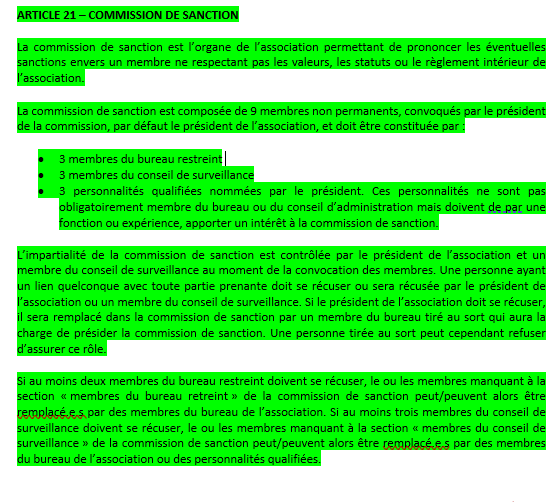 ARTICLE 21 – COMMISSION DE SANCTION
La commission de sanction est l'organe de l'association permettant de prononcer les éventuelles
sanctions envers un membre ne respectant pas les valeurs, les statuts ou le règlement intérieur de
l'association.
La commission de sanction est composée de 9 membres non permanents, convoqués par le président
de la commission, par défaut le président de l'association, et doit être constituée par :
• 3 membres du bureau restreint
• 3 membres du conseil de surveillance
• 3 personnalités qualifiées nommées par le président. Ces personnalités ne sont pas
obligatoirement membre du bureau ou du conseil d'administration mais doivent de par une
fonction ou expérience, apporter un intérêt à la commission de sanction.
L'impartialité de la commission de sanction est contrôlée par le président de l'association et un
membre du conseil de surveillance au moment de la convocation des membres. Une personne ayant
un lien quelconque avec toute partie prenante doit se récuser ou sera récusée par le président de
l'association ou un membre du conseil de surveillance. Si le président de l'association doit se récuser,
il sera remplacé dans la commission de sanction par un membre du bureau tiré au sort qui aura la
charge de présider la commission de sanction. Une personne tirée au sort peut cependant refuser
d'assurer ce rôle.
Si au moins deux membres du bureau restreint doivent se récuser, le ou les membres manquant à la
section « membres du bureau retreint » de la commission de sanction peut/peuvent alors être
remplacé.e.s par des membres du bureau de l'association. Si au moins trois membres du conseil de
surveillance doivent se récuser, le ou les membres manquant à la section « membres du conseil de
surveillance » de la commission de sanction peut/peuvent alors être remplacé.e.s par des membres
du bureau de l'association ou des personnalités qualifiées.